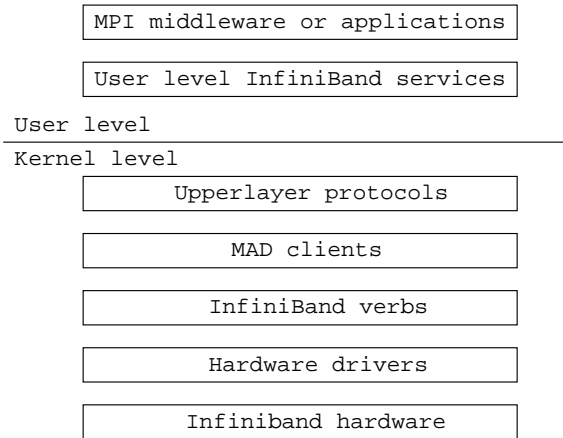 MPI middleware or applications
User level InfiniBand services
User level
Kernel level
Upperlayer protocols
MAD clients
InfiniBand verbs
Hardware drivers
Infiniband hardware